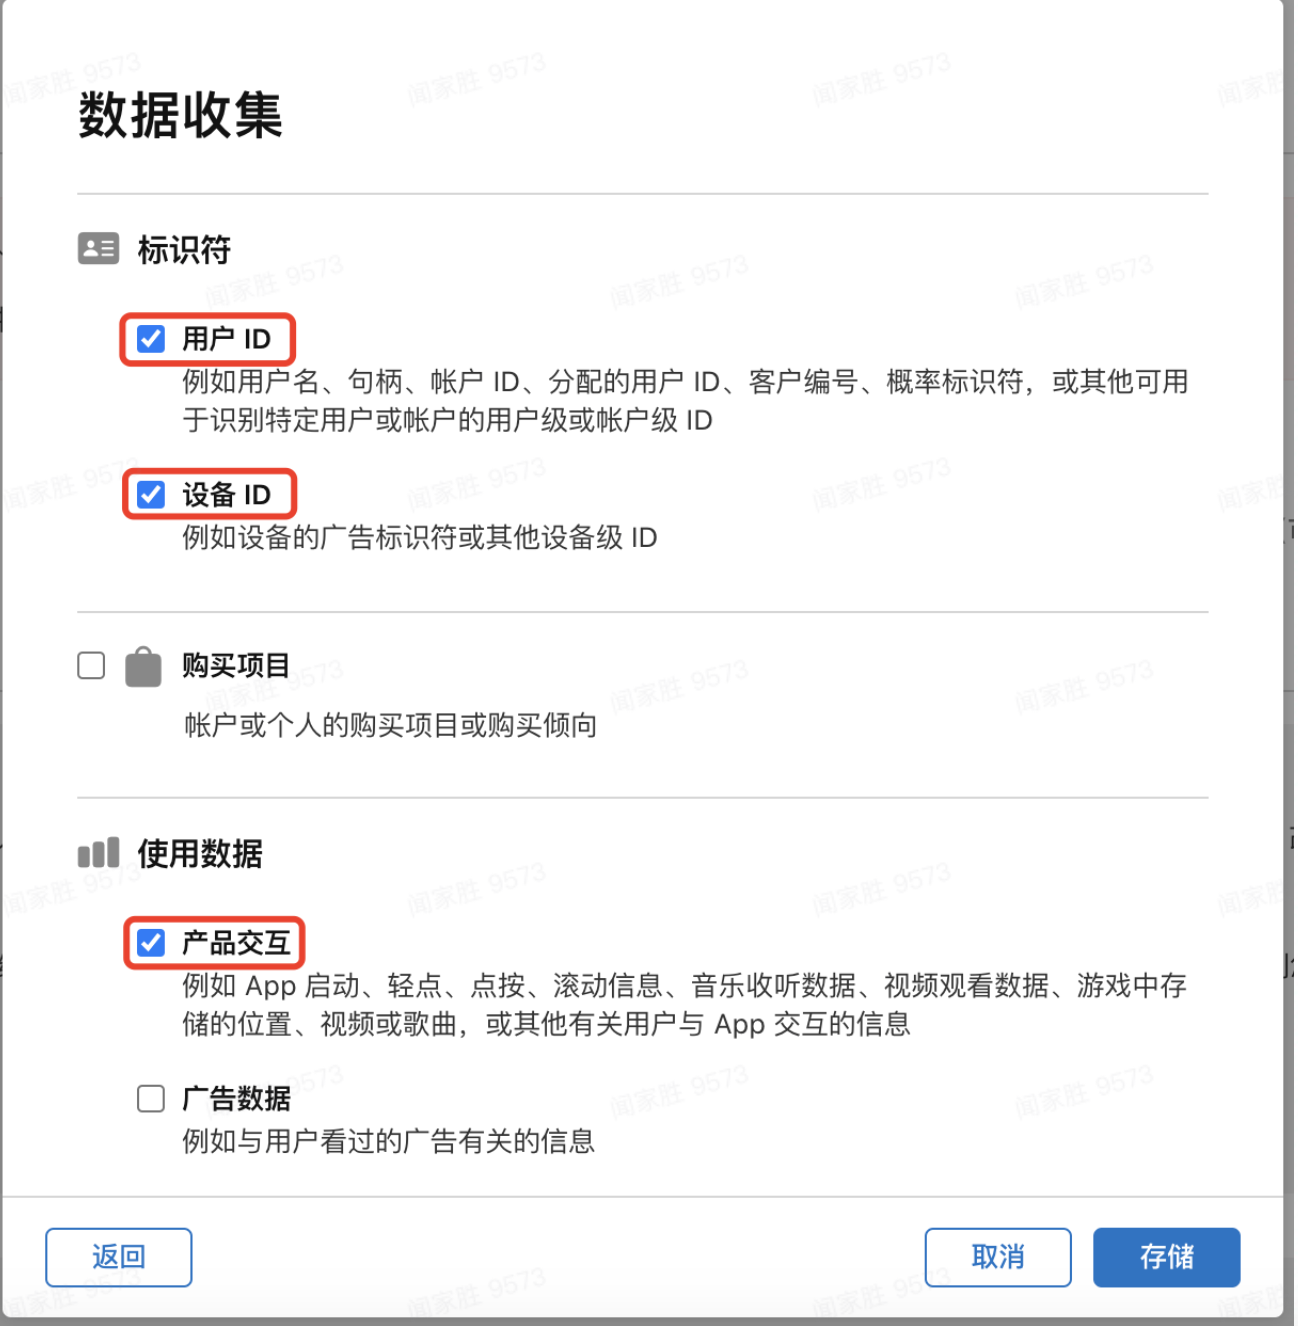 数据收集
标识符
用户 ID
例如用户名、句柄、帐户 ID、分配的用户 ID、客户编号、概率标识符，或其他可用
于识别特定用户或帐户的用户级或帐户级 ID
设备 ID
例如设备的广告标识符或其他设备级 ID
购买项目
帐户或个人的购买项目或购买倾向
使用数据
产品交互
例如 App 启动、轻点、点按、滚动信息、音乐收听数据、视频观看数据、游戏中存
储的位置、视频或歌曲，或其他有关用户与 App 交互的信息
广告数据
例如与用户看过的广告有关的信息
返回
取消
存储
闻家胜 9573